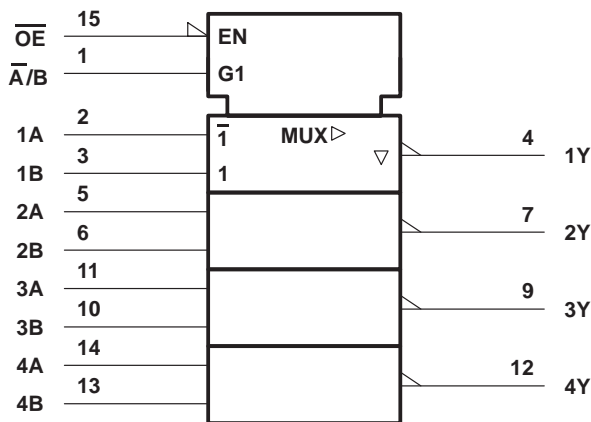 15
O̅E̅ EN
1
A̅/B G1
2
1A 1̅ MUX ▷ 4
3 ▽ 1Y
1B 1
5
2A 7
6 2Y
2B
11
3A 9
10 3Y
3B
14
4A 12
13 4Y
4B